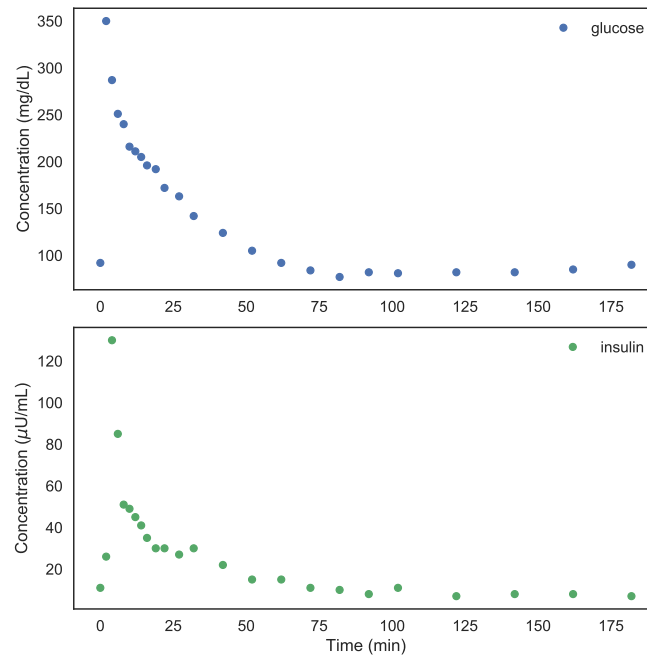 350
300
250
200
150
100
Concentration (mg/dL)
glucose
0 25 50 75 100 125 150 175
120
100
80
60
40
20
Concentration (μU/mL)
insulin
0 25 50 75 100 125 150 175
Time (min)